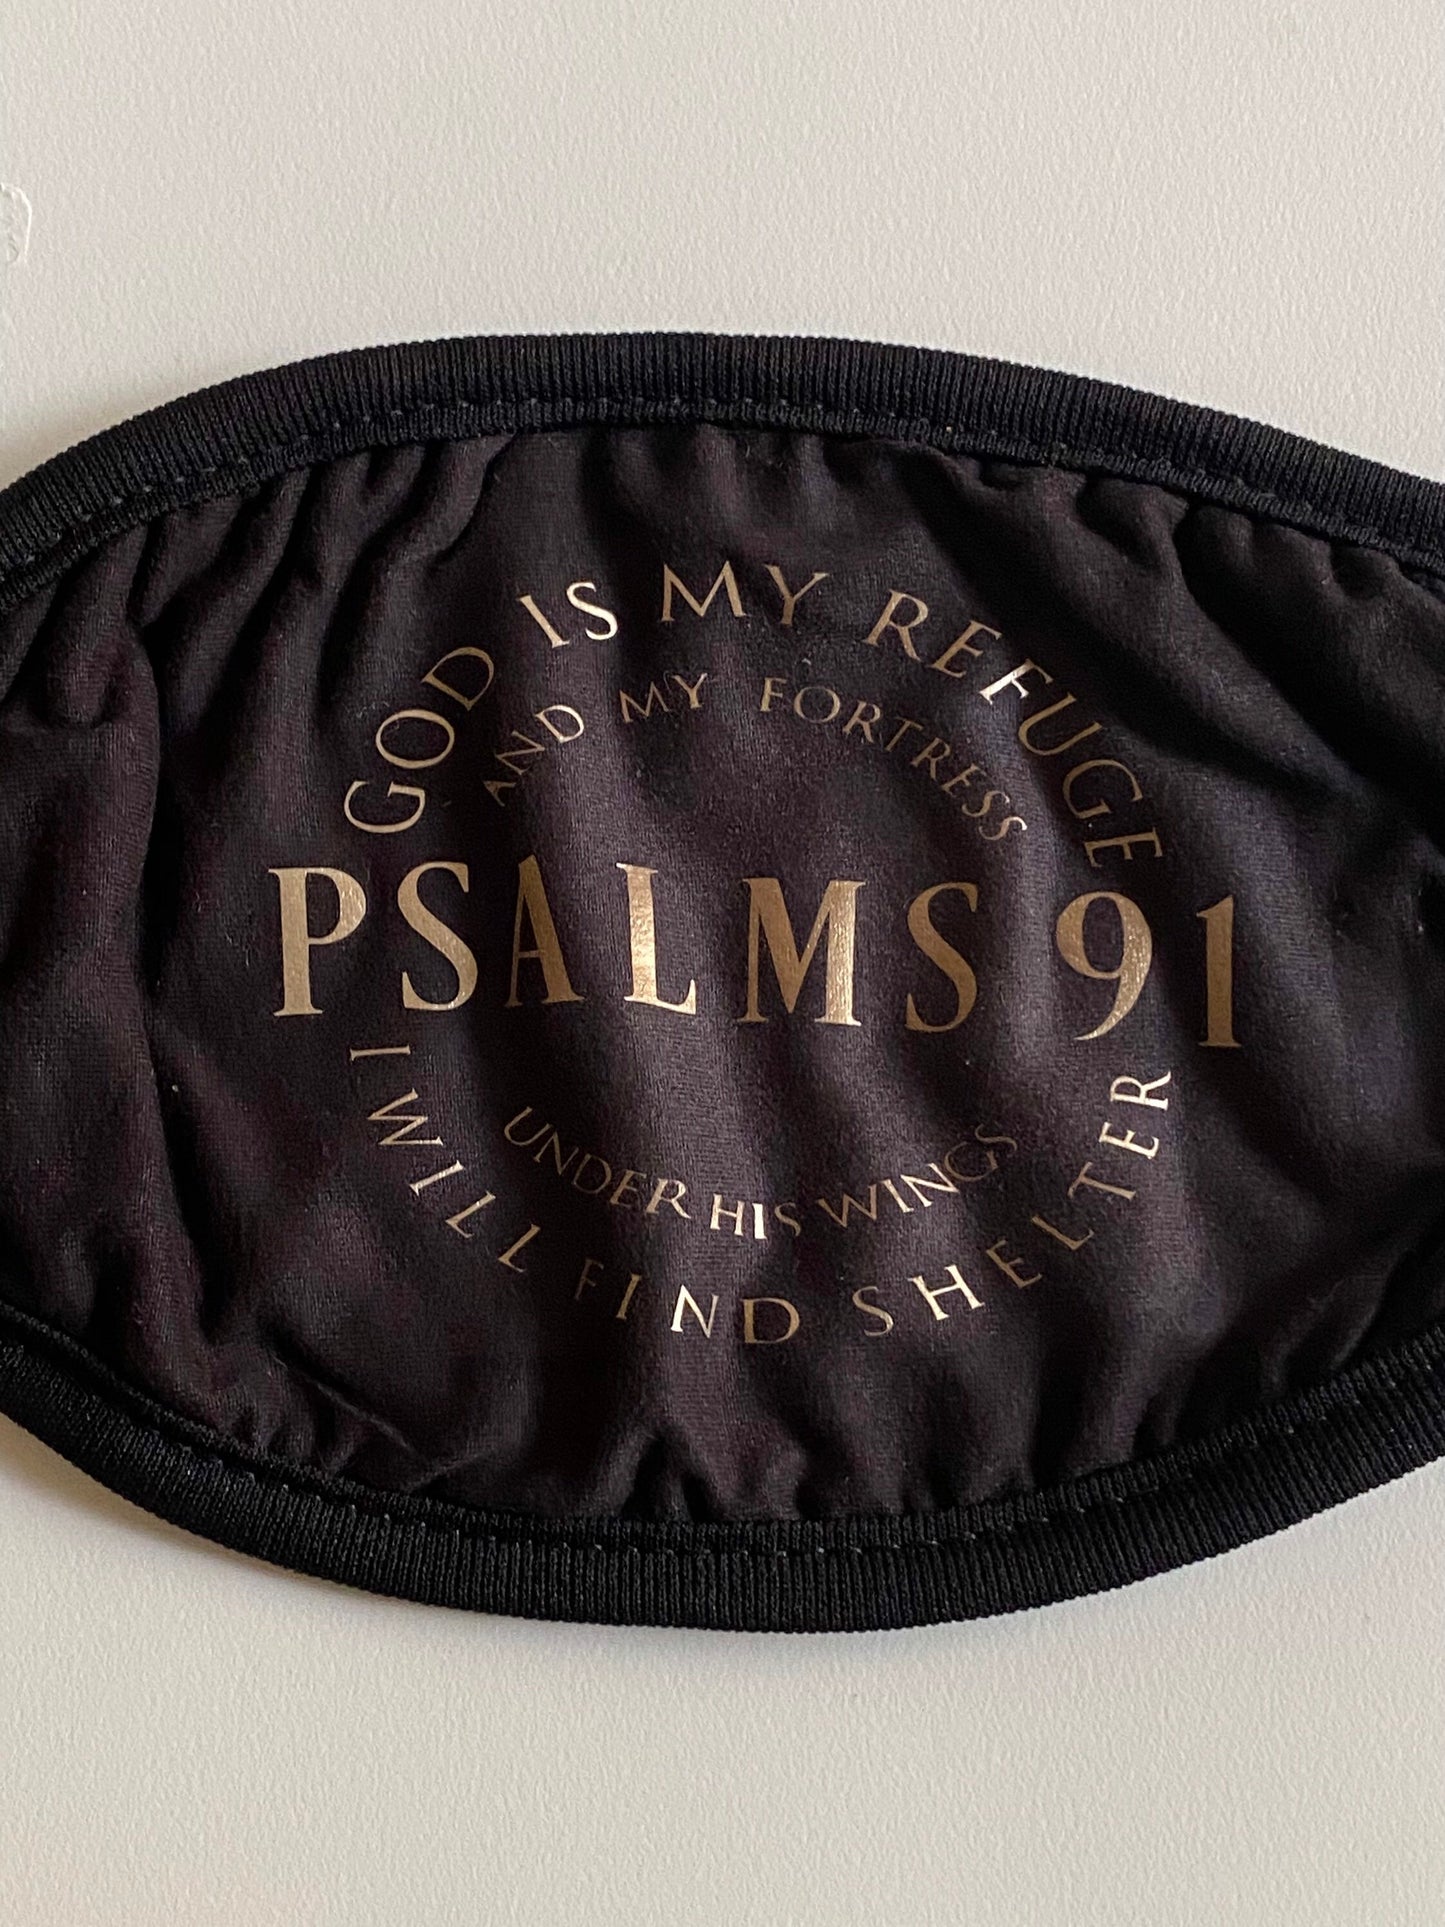 GOD IS MY REFUGE
AND MY FORTRESS
PSALMS 91
UNDER HIS WINGS
I WILL FIND SHELTER